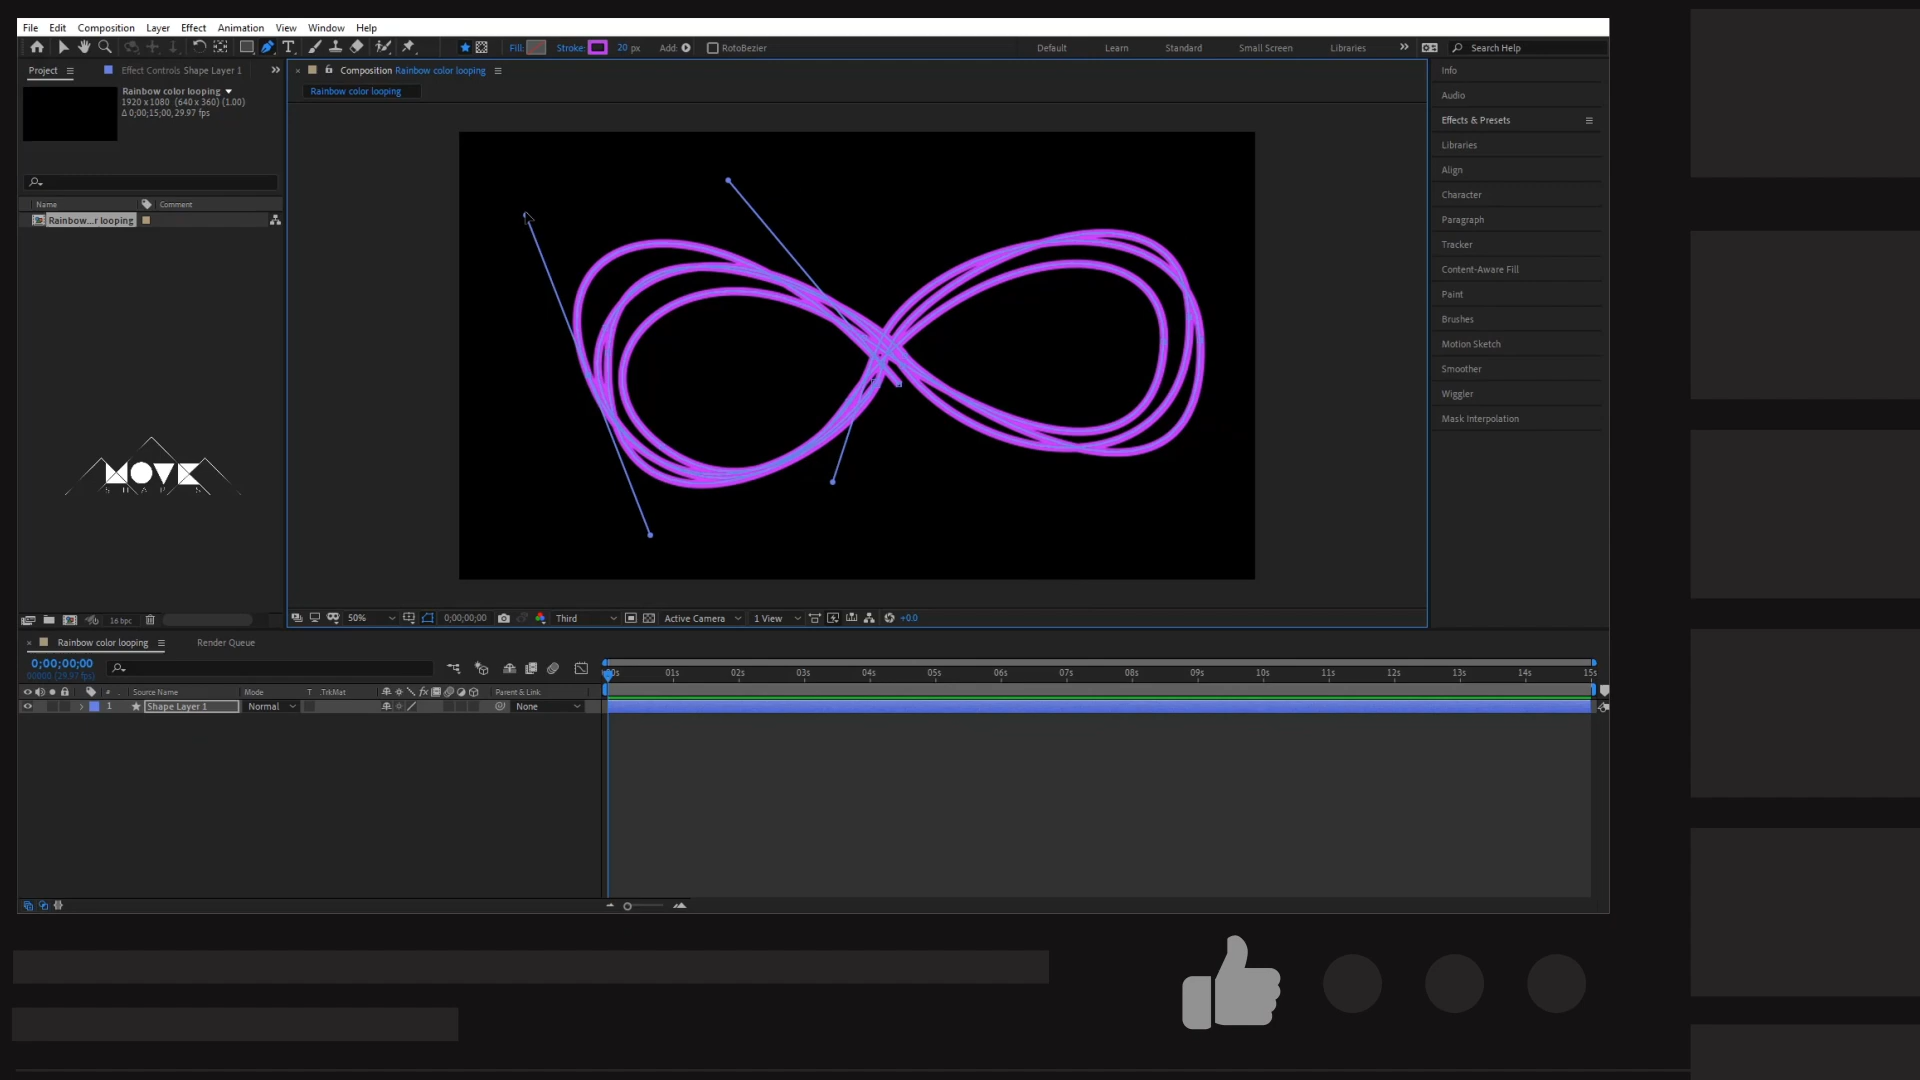 File Edit Composition Layer Effect Animation View Window Help
Fill: Stroke: 20 px Add: RotoBezier Default Learn Standard Small Screen Libraries Search Help
Project Effect Controls Shape Layer 1 Composition Rainbow color looping
Rainbow color looping
1920 x 1080 (640 x 360) (1.00)
Δ 0;00;15;00, 29.97 fps
Rainbow color looping
Info
Audio
Effects & Presets
Libraries
Align
Character
Paragraph
Tracker
Content-Aware Fill
Paint
Brushes
Motion Sketch
Smoother
Wiggler
Mask Interpolation
Name Comment
Rainbow...r looping
MOVE
SHAPS
16 bpc
50% 0;00;00;00 Third Active Camera 1 View +0.0
Rainbow color looping Render Queue
0;00;00;00
00000 (29.97 fps)
01s 02s 03s 04s 05s 06s 07s 08s 09s 10s 11s 12s 13s 14s 15s
# Source Name Mode T TrkMat fx Parent & Link
1 Shape Layer 1 Normal None